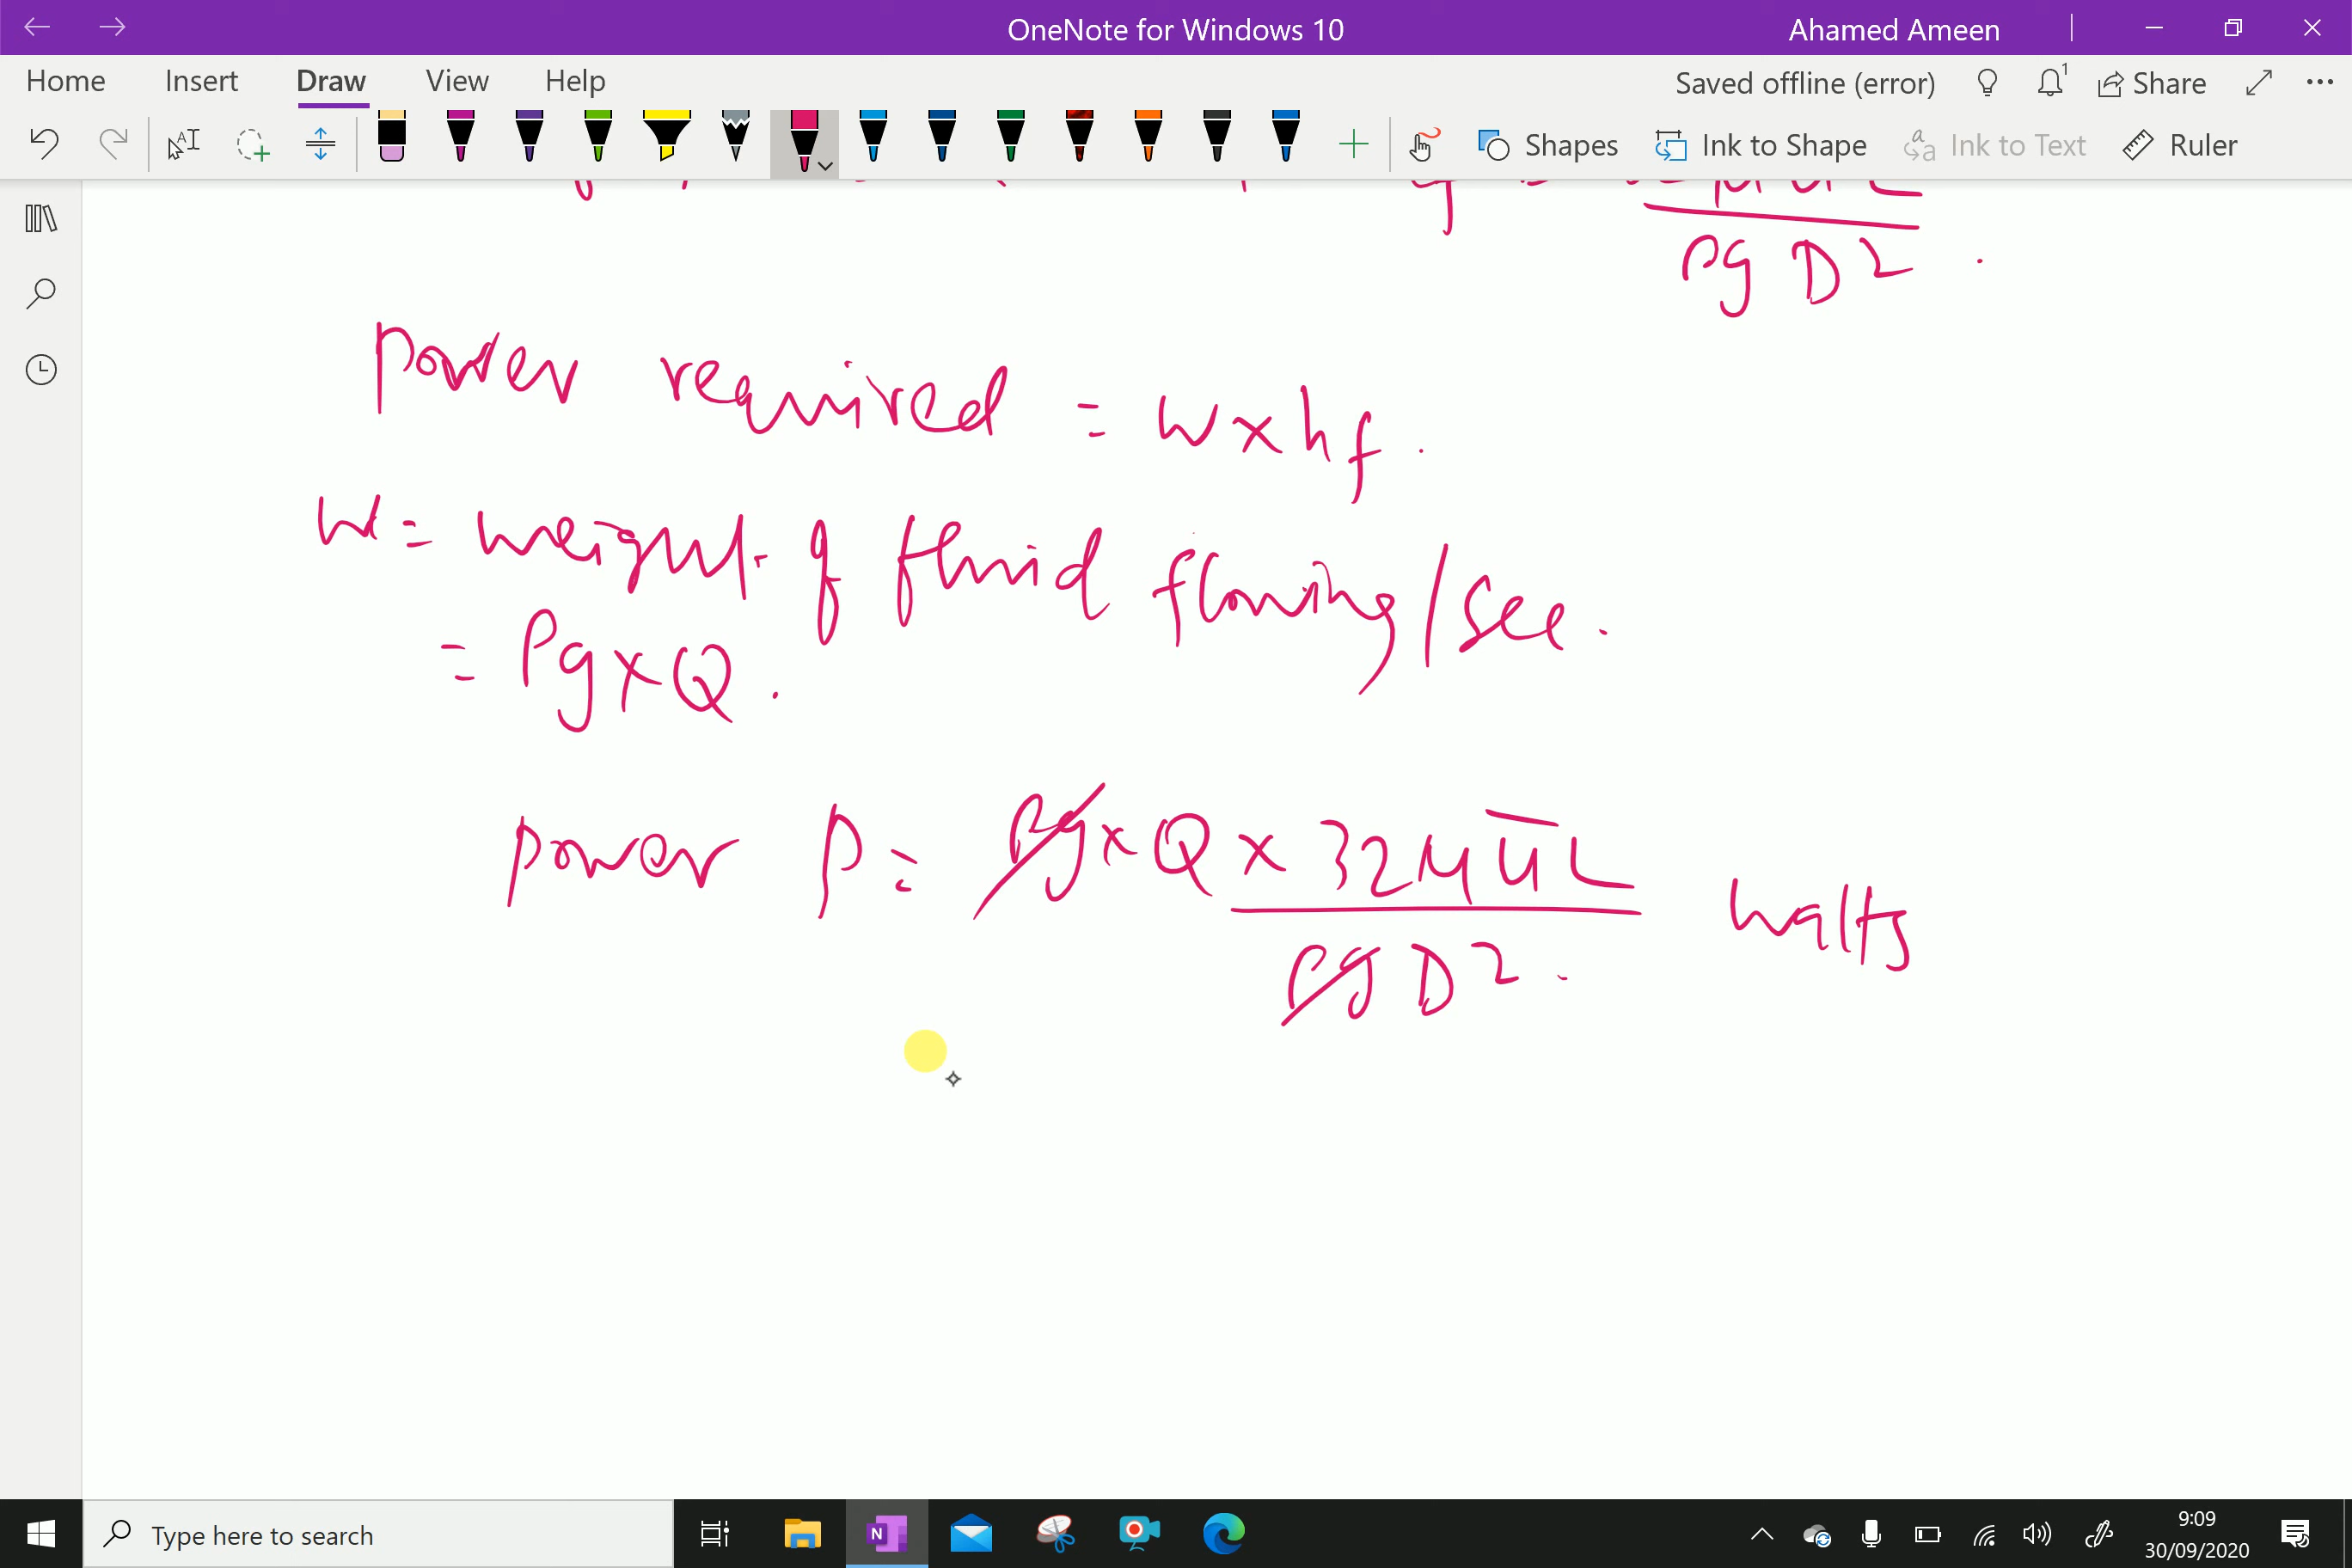 OneNote for Windows 10 Ahamed Ameen
Home Insert Draw View Help Saved offline (error) 1 Share
Shapes Ink to Shape Ink to Text Ruler
ρg D²
Power required = W × hf.
W = weight of fluid flowing/sec.
= ρg × Q.
power P = ρg × Q × 32 μ ū L watts
ρg D².
Type here to search
9:09
30/09/2020